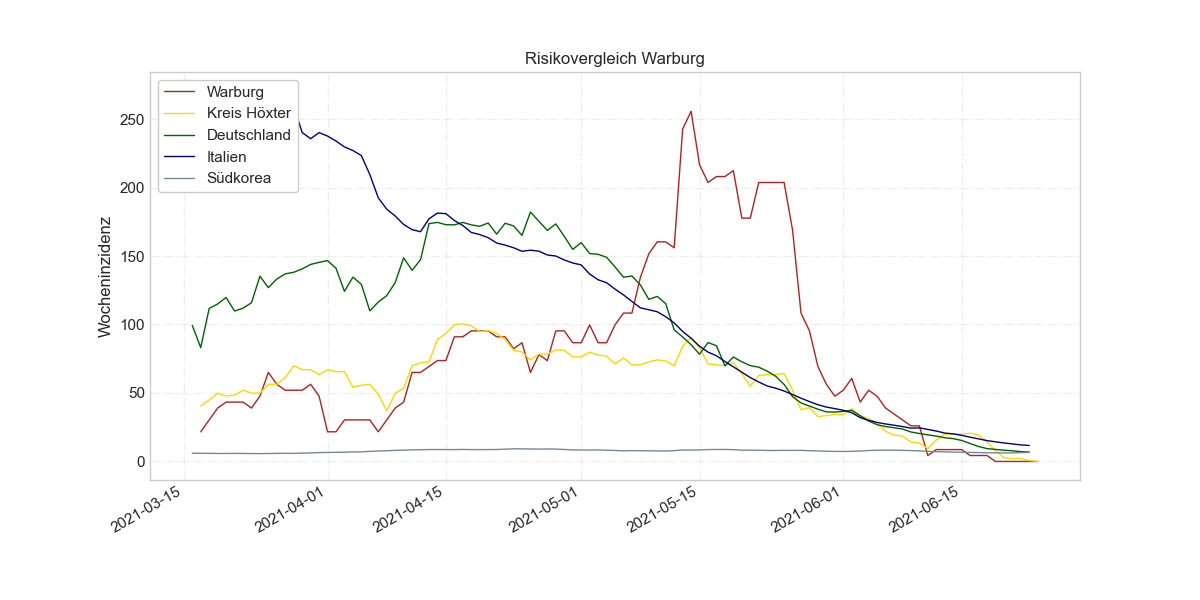 Risikovergleich Warburg
Warburg
Kreis Höxter
Deutschland
Italien
Südkorea
Wocheninzidenz
250
200
150
100
50
0
2021-03-15
2021-04-01
2021-04-15
2021-05-01
2021-05-15
2021-06-01
2021-06-15